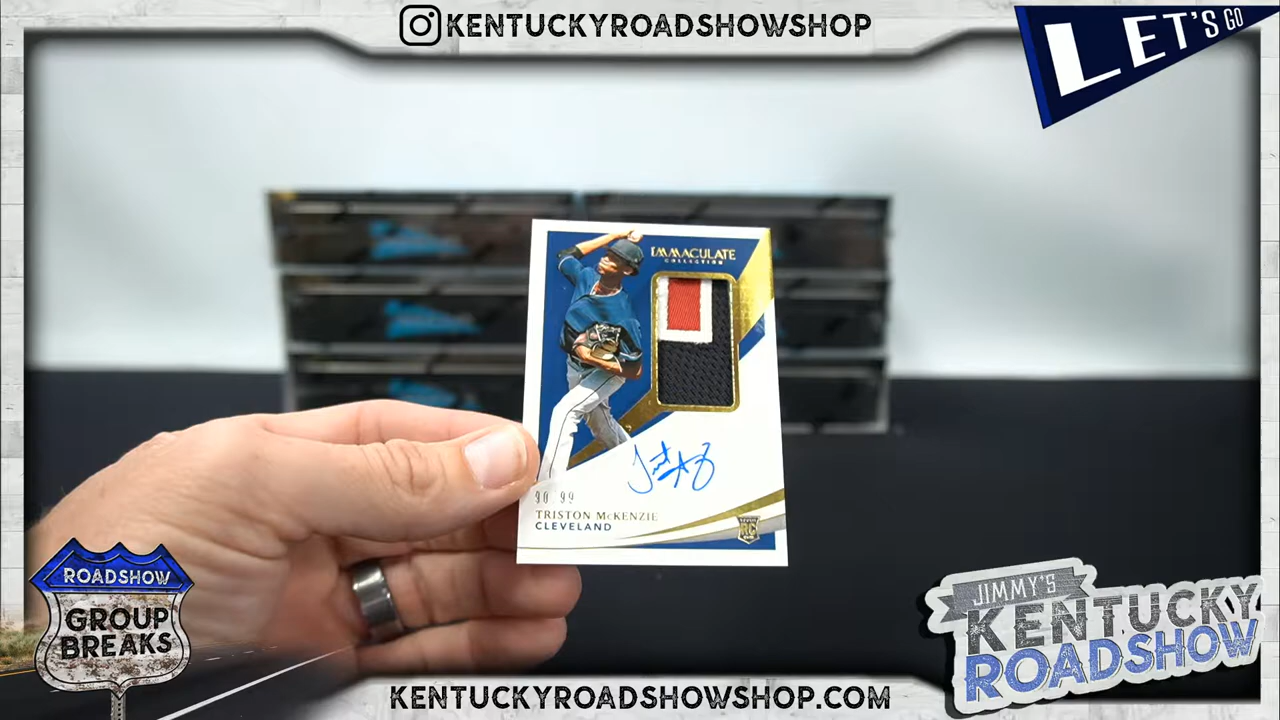 KENTUCKYROADSHOWSHOP
LET'S GO
IMMACULATE
COLLECTION
90/99
TRISTON McKENZIE
CLEVELAND
RC
ROADSHOW
GROUP
BREAKS
JIMMY'S
KENTUCKY
ROADSHOW
KENTUCKYROADSHOWSHOP.COM